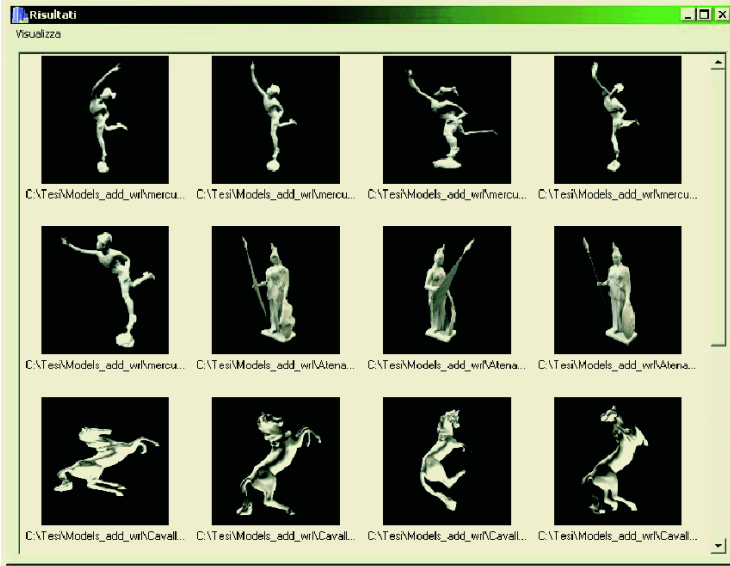 Risultati
Visualizza
C:\Tesi\Models_add_wrl\mercu... C:\Tesi\Models_add_wrl\mercu... C:\Tesi\Models_add_wrl\mercu... C:\Tesi\Models_add_wrl\mercu...
C:\Tesi\Models_add_wrl\mercu... C:\Tesi\Models_add_wrl\Atena... C:\Tesi\Models_add_wrl\Atena... C:\Tesi\Models_add_wrl\Atena...
C:\Tesi\Models_add_wrl\Cavall... C:\Tesi\Models_add_wrl\Cavall... C:\Tesi\Models_add_wrl\Cavall... C:\Tesi\Models_add_wrl\Cavall...